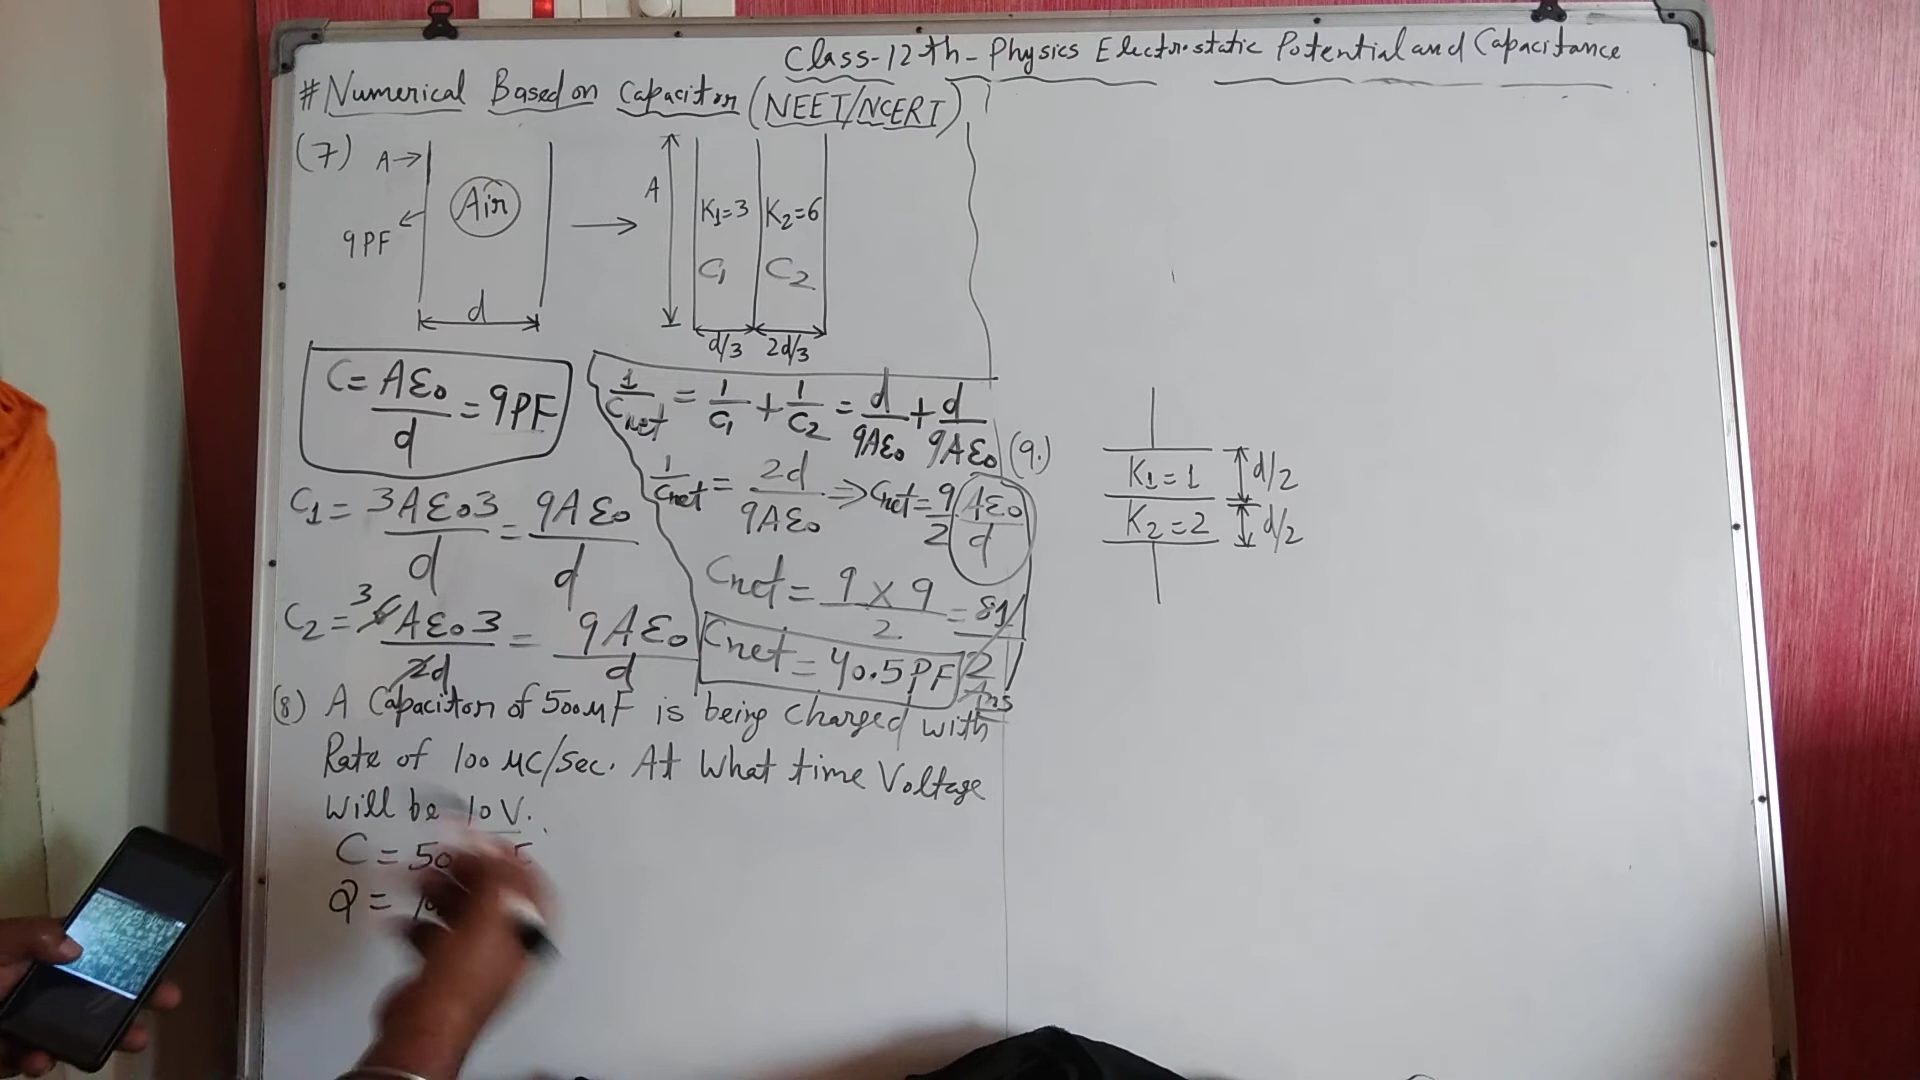 Class-12th-Physics Electrostatic Potential and Capacitance
# Numerical Based on Capacitor (NEET/NCERT)
(7) A→ Air
9PF
d
A
K₁=3 K₂=6
C₁ C₂
d/3 2d/3
C = Aε₀/d = 9PF
C₁ = 3Aε₀3/d = 9Aε₀/d
C₂ = 6Aε₀3/2d = 9Aε₀/d
3
1/Cnet = 1/C₁ + 1/C₂ = d/9Aε₀ + d/9Aε₀
1/Cnet = 2d/9Aε₀ ⇒ Cnet = 9/2 Aε₀/d
Cnet = 9×9/2 = 81/2
Cnet = 40.5PF Ans
(8) A Capacitor of 500μF is being charged with
Rate of 100 μC/Sec. At What time Voltage
Will be 10V.
C =
Q =
(9.)
K₁=1 d/2
K₂=2 d/2